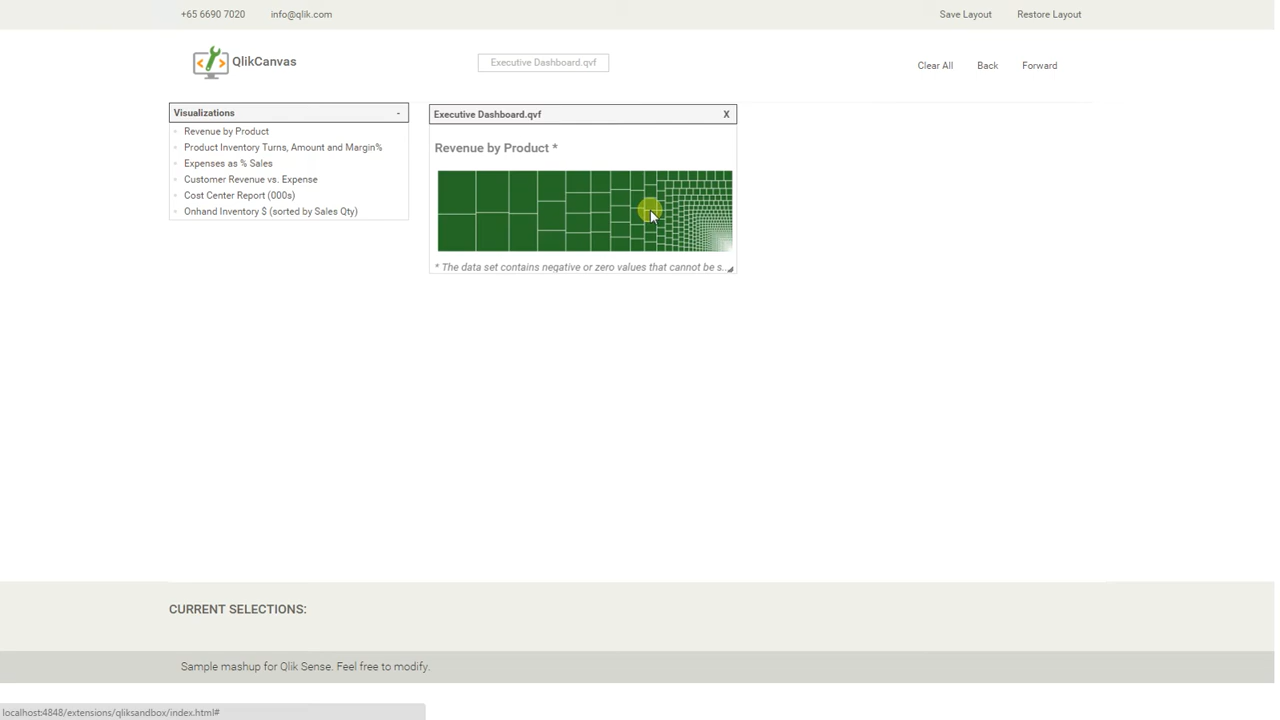 +65 6690 7020 info@qlik.com Save Layout Restore Layout
QlikCanvas Executive Dashboard.qvf Clear All Back Forward
Visualizations -
Revenue by Product
Product Inventory Turns, Amount and Margin%
Expenses as % Sales
Customer Revenue vs. Expense
Cost Center Report (000s)
Onhand Inventory $ (sorted by Sales Qty)
Executive Dashboard.qvf X
Revenue by Product *
* The data set contains negative or zero values that cannot be s...
CURRENT SELECTIONS:
Sample mashup for Qlik Sense. Feel free to modify.
localhost:4848/extensions/qliksandbox/index.html#